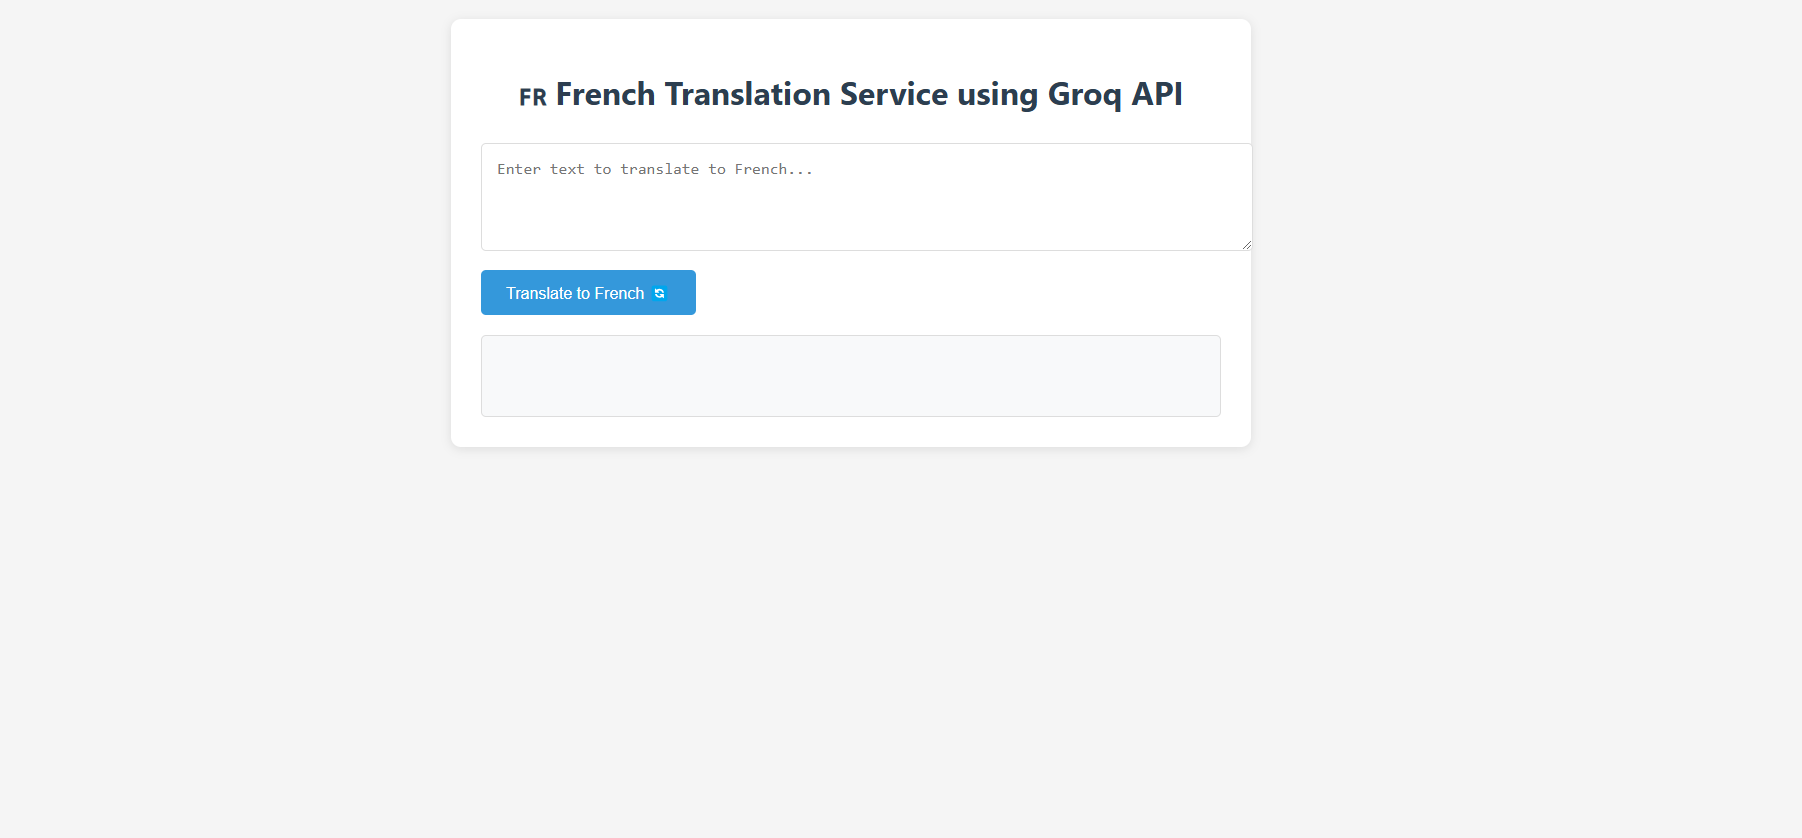 FR French Translation Service using Groq API
Enter text to translate to French...
Translate to French